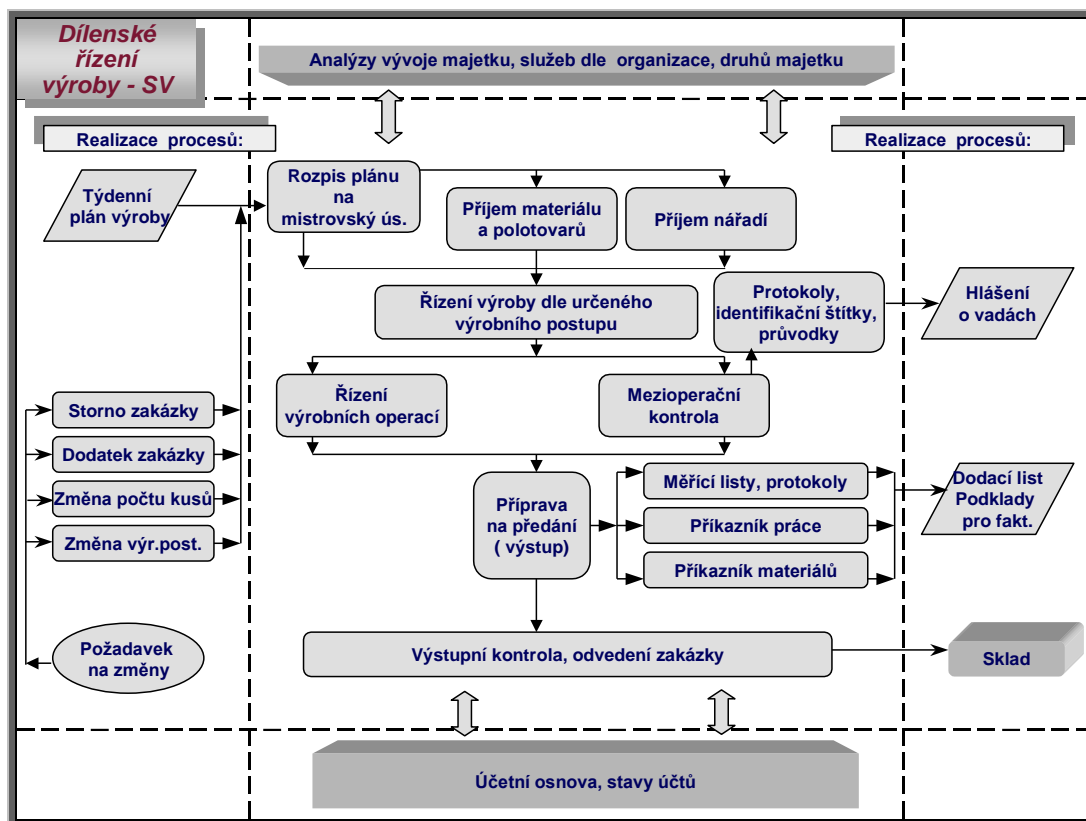 Dílenské
řízení
výroby - SV
Analýzy vývoje majetku, služeb dle organizace, druhů majetku
Realizace procesů:
Realizace procesů:
Týdenní
plán výroby
Rozpis plánu
na
mistrovský ús.
Příjem materiálu
a polotovarů
Příjem nářadí
Řízení výroby dle určeného
výrobního postupu
Protokoly,
identifikační štítky,
průvodky
Hlášení
o vadách
Řízení
výrobních operací
Mezioperační
kontrola
Storno zakázky
Dodatek zakázky
Změna počtu kusů
Změna výr.post.
Příprava
na předání
( výstup)
Měřící listy, protokoly
Příkazník práce
Příkazník materiálů
Dodací list
Podklady
pro fakt.
Požadavek
na změny
Výstupní kontrola, odvedení zakázky
Sklad
Účetní osnova, stavy účtů